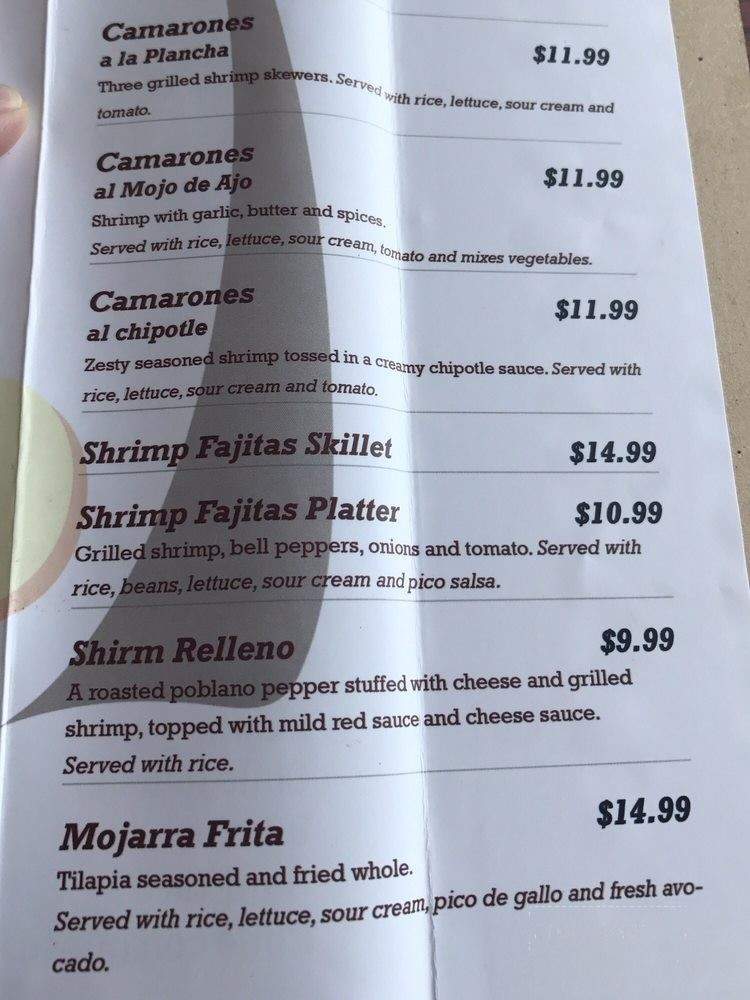 Camarones
a la Plancha $11.99
Three grilled shrimp skewers. Served with rice, lettuce, sour cream and
tomato.
Camarones
al Mojo de Ajo $11.99
Shrimp with garlic, butter and spices.
Served with rice, lettuce, sour cream, tomato and mixes vegetables.
Camarones
al chipotle $11.99
Zesty seasoned shrimp tossed in a creamy chipotle sauce. Served with
rice, lettuce, sour cream and tomato.
Shrimp Fajitas Skillet $14.99
Shrimp Fajitas Platter $10.99
Grilled shrimp, bell peppers, onions and tomato. Served with
rice, beans, lettuce, sour cream and pico salsa.
Shirm Relleno $9.99
A roasted poblano pepper stuffed with cheese and grilled
shrimp, topped with mild red sauce and cheese sauce.
Served with rice.
Mojarra Frita $14.99
Tilapia seasoned and fried whole.
Served with rice, lettuce, sour cream, pico de gallo and fresh avo-
cado.